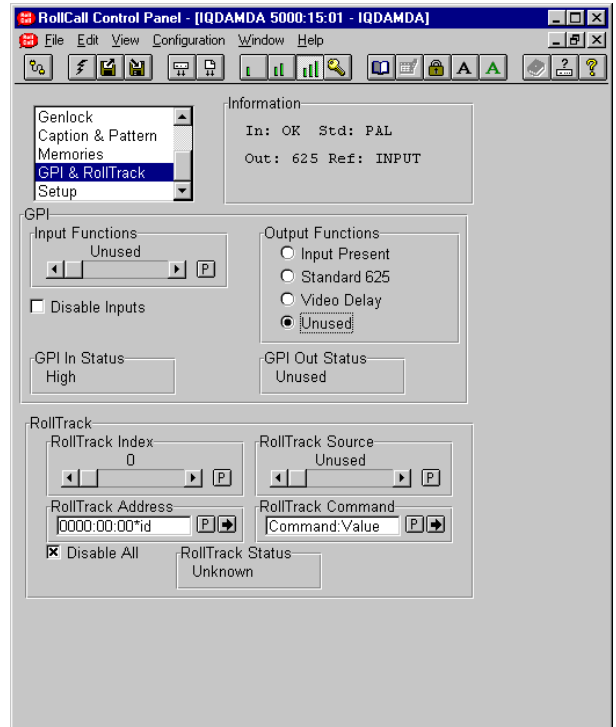 RollCall Control Panel - [IQDAMDA 5000:15:01 - IQDAMDA]
File Edit View Configuration Window Help
A A
Genlock
Caption & Pattern
Memories
GPI & RollTrack
Setup
Information
In: OK Std: PAL
Out: 625 Ref: INPUT
GPI
Input Functions
Unused
P
Disable Inputs
Output Functions
Input Present
Standard 625
Video Delay
Unused
GPI In Status
High
GPI Out Status
Unused
RollTrack
RollTrack Index
0
P
RollTrack Source
Unused
P
RollTrack Address
0000:00:00*id
P
RollTrack Command
Command:Value
P
Disable All
RollTrack Status
Unknown